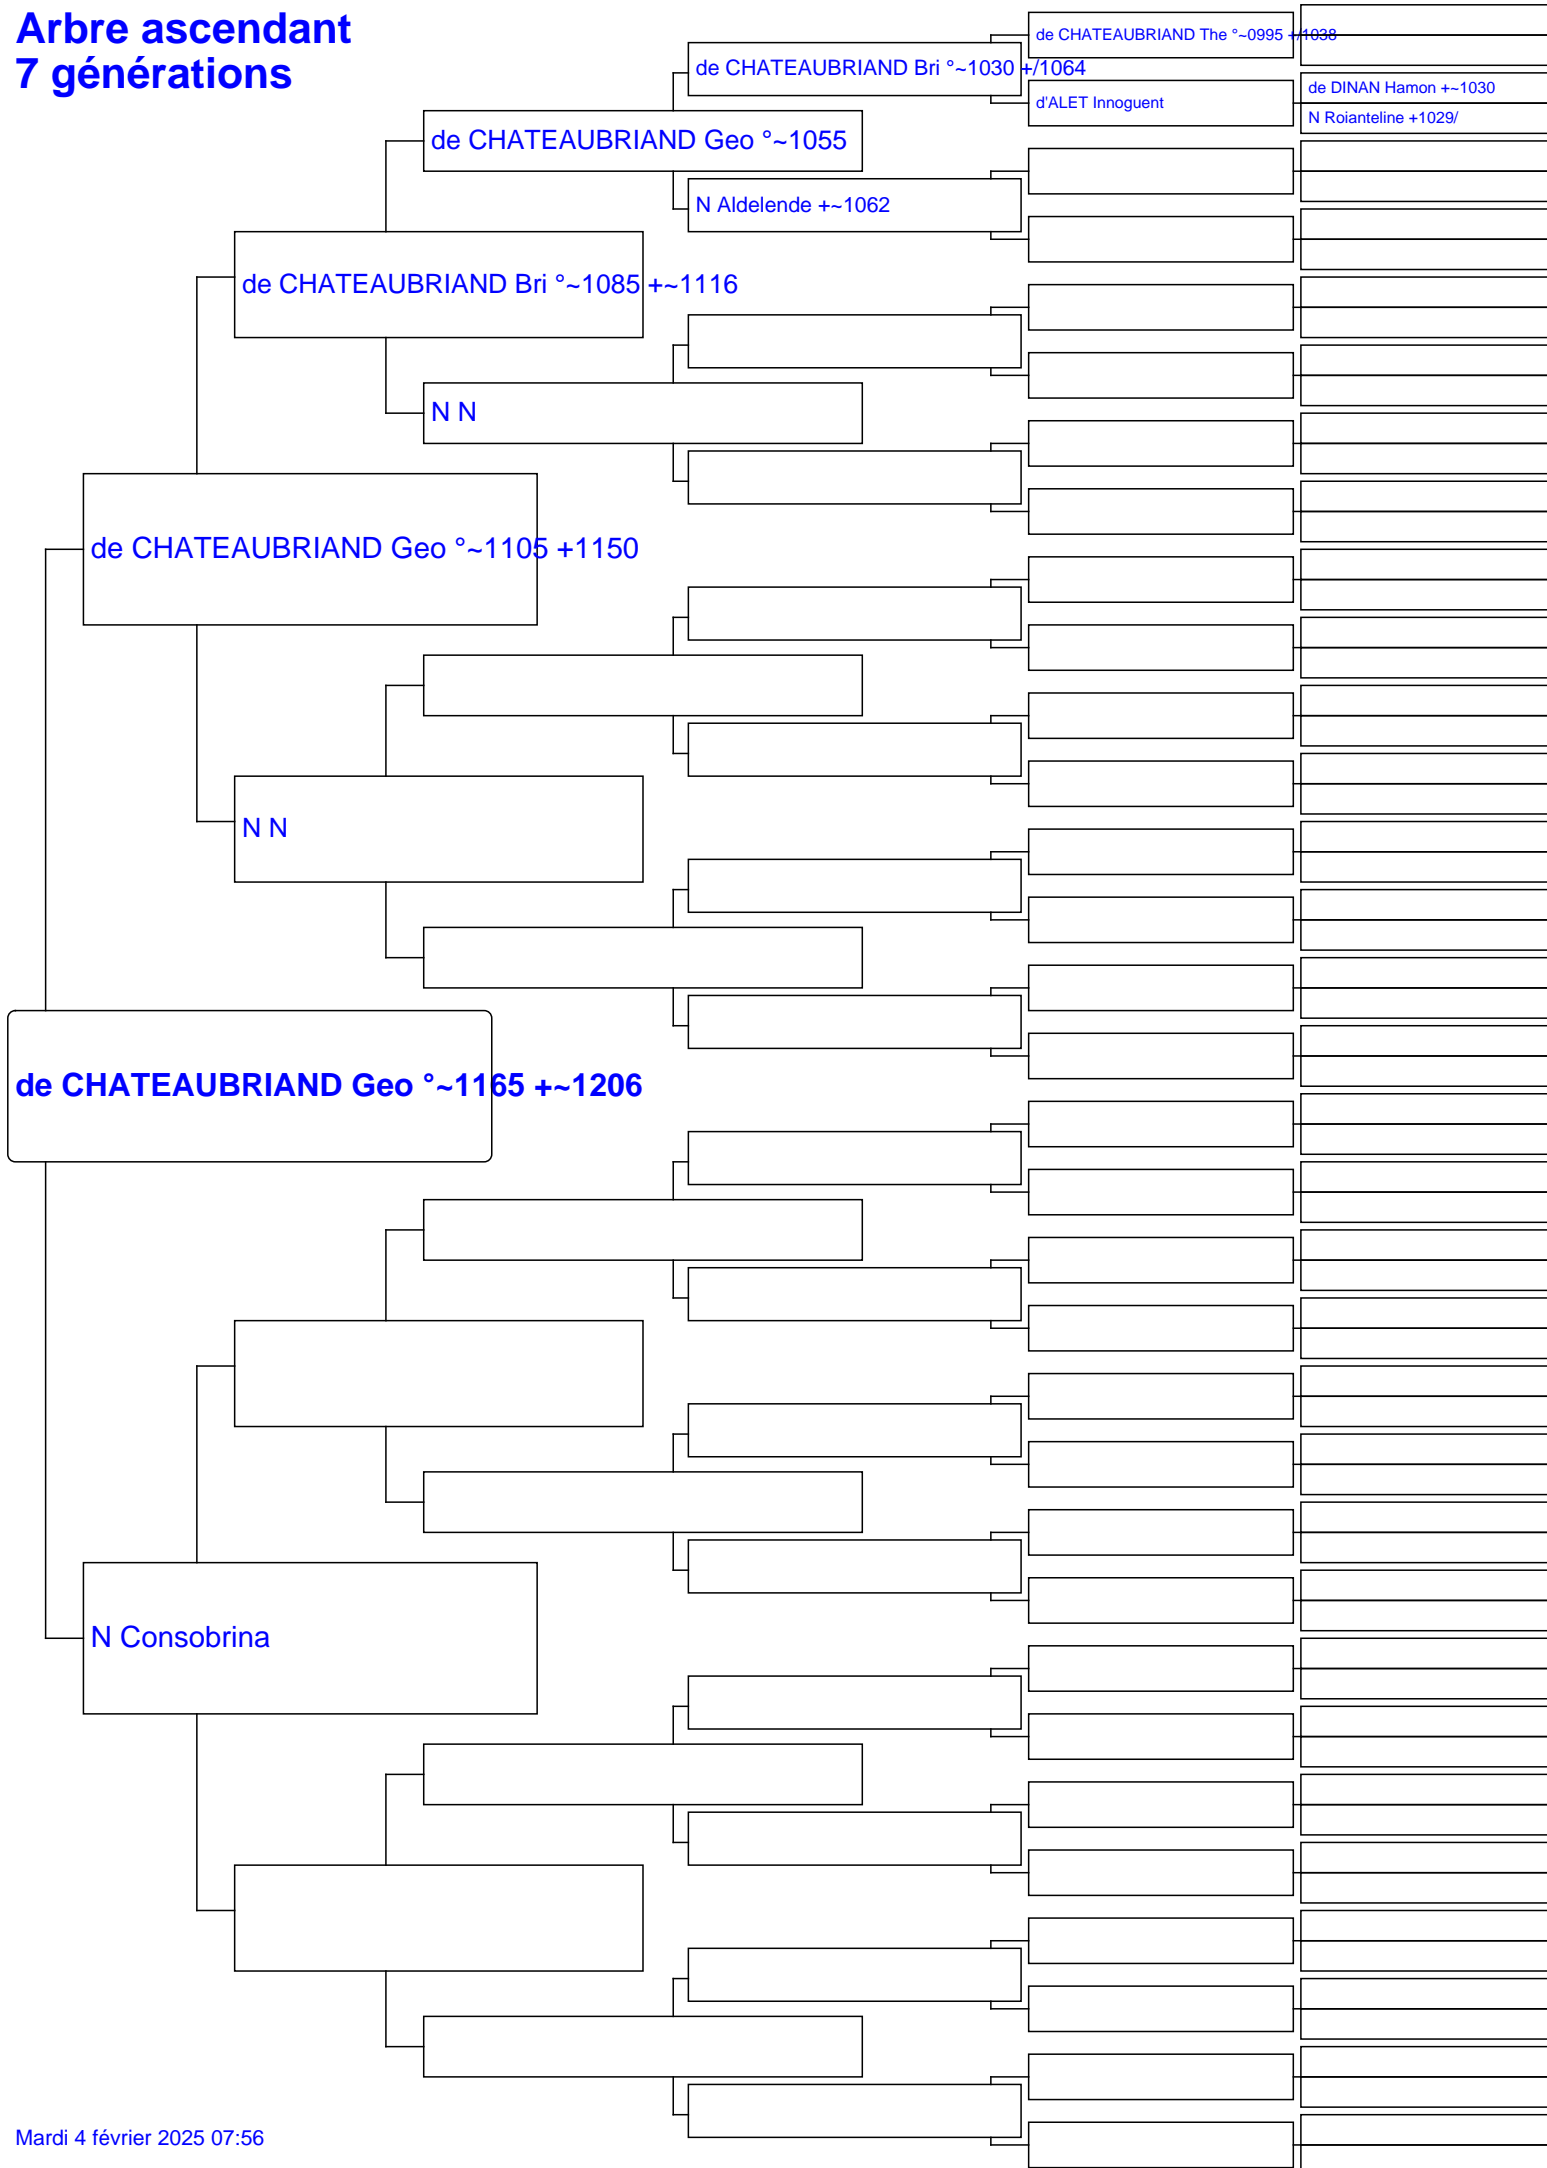 Arbre ascendant
7 générations
de CHATEAUBRIAND The °~0995 +/1038
de CHATEAUBRIAND Bri °~1030 +/1064
de DINAN Hamon +~1030
d'ALET Innoguent
N Roianteline +1029/
de CHATEAUBRIAND Geo °~1055
N Aldelende +~1062
de CHATEAUBRIAND Bri °~1085 +~1116
N N
de CHATEAUBRIAND Geo °~1105 +1150
N N
de CHATEAUBRIAND Geo °~1165 +~1206
N Consobrina
Mardi 4 février 2025 07:56